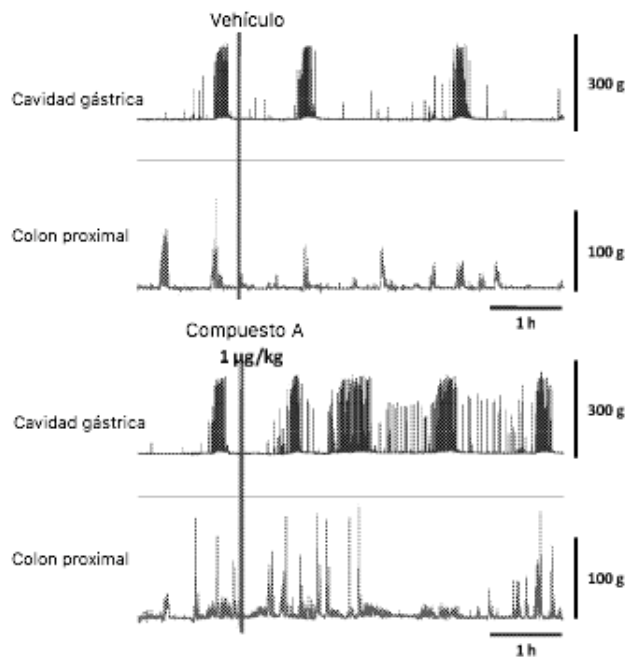 Vehículo
Cavidad gástrica
300 g
Colon proximal
100 g
1 h
Compuesto A
1 µg/kg
Cavidad gástrica
300 g
Colon proximal
100 g
1 h